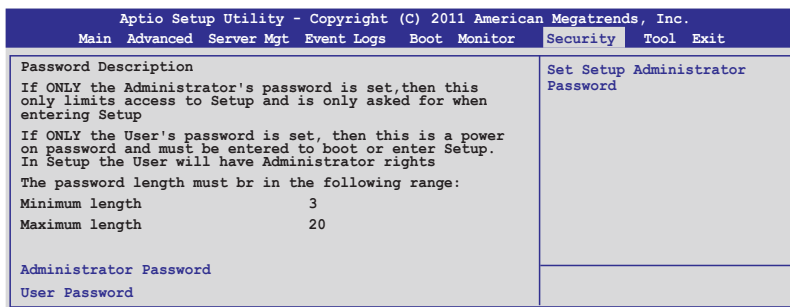 Aptio Setup Utility - Copyright (C) 2011 American Megatrends, Inc.
Main Advanced Server Mgt Event Logs Boot Monitor Security Tool Exit
Password Description
If ONLY the Administrator's password is set,then this
only limits access to Setup and is only asked for when
entering Setup
If ONLY the User's password is set, then this is a power
on password and must be entered to boot or enter Setup.
In Setup the User will have Administrator rights
The password length must br in the following range:
Minimum length 3
Maximum length 20
Administrator Password
User Password
Set Setup Administrator
Password